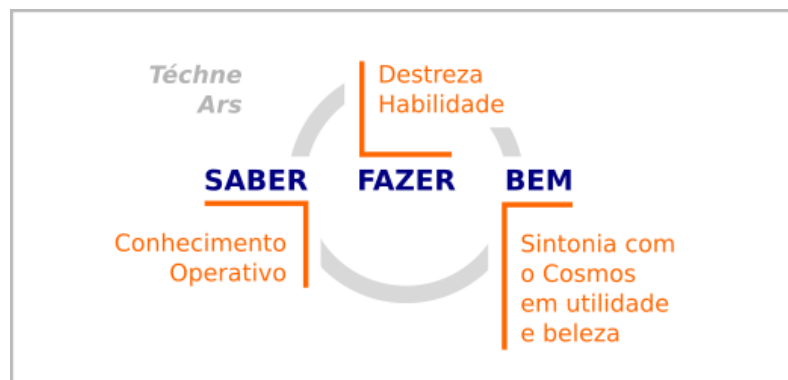 Téchne
Ars
Destreza
Habilidade
SABER FAZER BEM
Conhecimento
Operativo
Sintonia com
o Cosmos
em utilidade
e beleza